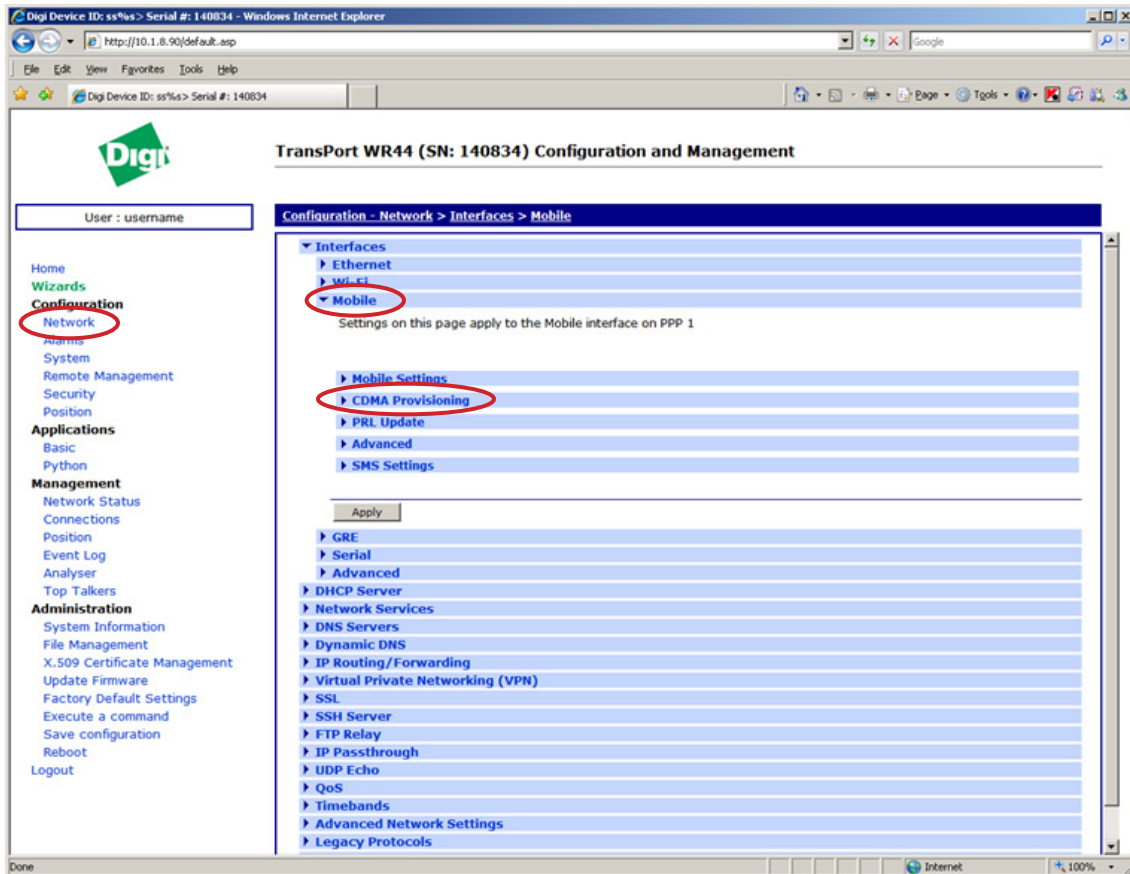 Digi Device ID: ss%s> Serial #: 140834 - Windows Internet Explorer
http://10.1.8.90/default.asp
Google
File Edit View Favorites Tools Help
Digi Device ID: ss%s> Serial #: 140834
Page Tools
Digi
TransPort WR44 (SN: 140834) Configuration and Management
User : username
Configuration - Network > Interfaces > Mobile
Home
Wizards
Configuration
Network
Alarms
System
Remote Management
Security
Position
Applications
Basic
Python
Management
Network Status
Connections
Position
Event Log
Analyser
Top Talkers
Administration
System Information
File Management
X.509 Certificate Management
Update Firmware
Factory Default Settings
Execute a command
Save configuration
Reboot
Logout
Interfaces
Ethernet
Wi-Fi
Mobile
Settings on this page apply to the Mobile interface on PPP 1
Mobile Settings
CDMA Provisioning
PRL Update
Advanced
SMS Settings
Apply
GRE
Serial
Advanced
DHCP Server
Network Services
DNS Servers
Dynamic DNS
IP Routing/Forwarding
Virtual Private Networking (VPN)
SSL
SSH Server
FTP Relay
IP Passthrough
UDP Echo
QoS
Timebands
Advanced Network Settings
Legacy Protocols
Done
Internet
100%